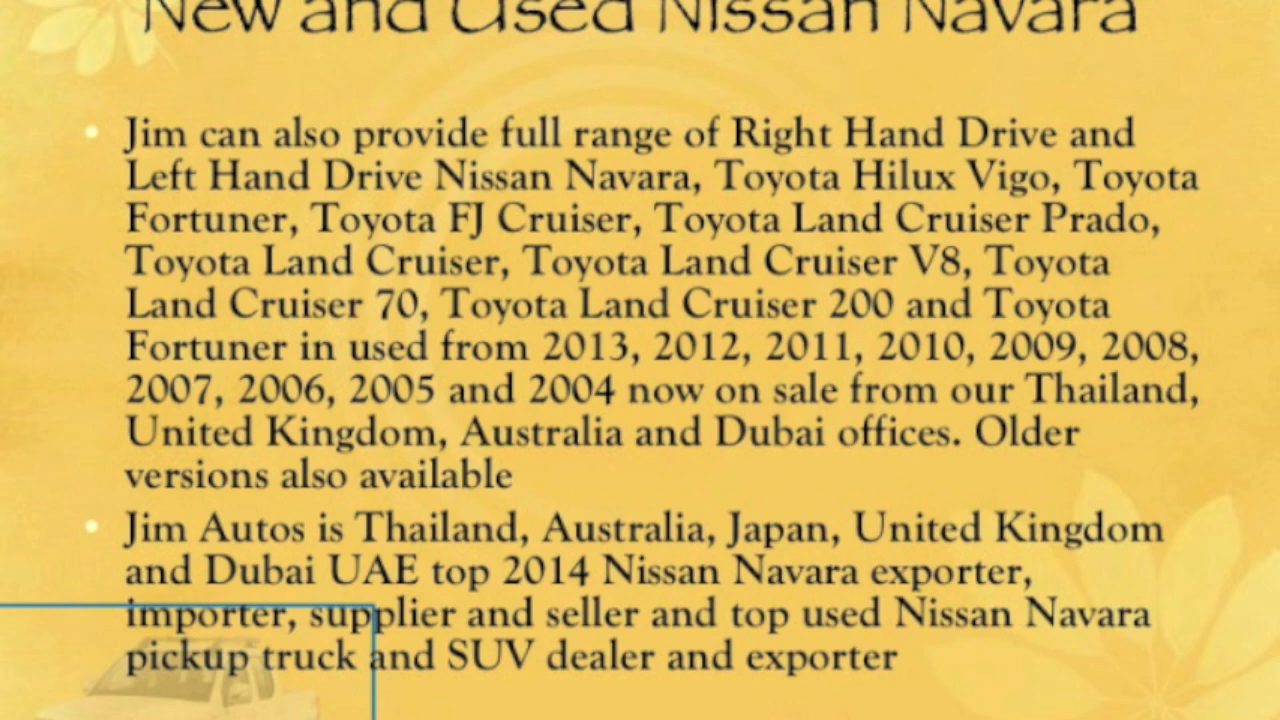 New and Used Nissan Navara
Jim can also provide full range of Right Hand Drive and
Left Hand Drive Nissan Navara, Toyota Hilux Vigo, Toyota
Fortuner, Toyota FJ Cruiser, Toyota Land Cruiser Prado,
Toyota Land Cruiser, Toyota Land Cruiser V8, Toyota
Land Cruiser 70, Toyota Land Cruiser 200 and Toyota
Fortuner in used from 2013, 2012, 2011, 2010, 2009, 2008,
2007, 2006, 2005 and 2004 now on sale from our Thailand,
United Kingdom, Australia and Dubai offices. Older
versions also available
Jim Autos is Thailand, Australia, Japan, United Kingdom
and Dubai UAE top 2014 Nissan Navara exporter,
importer, supplier and seller and top used Nissan Navara
pickup truck and SUV dealer and exporter